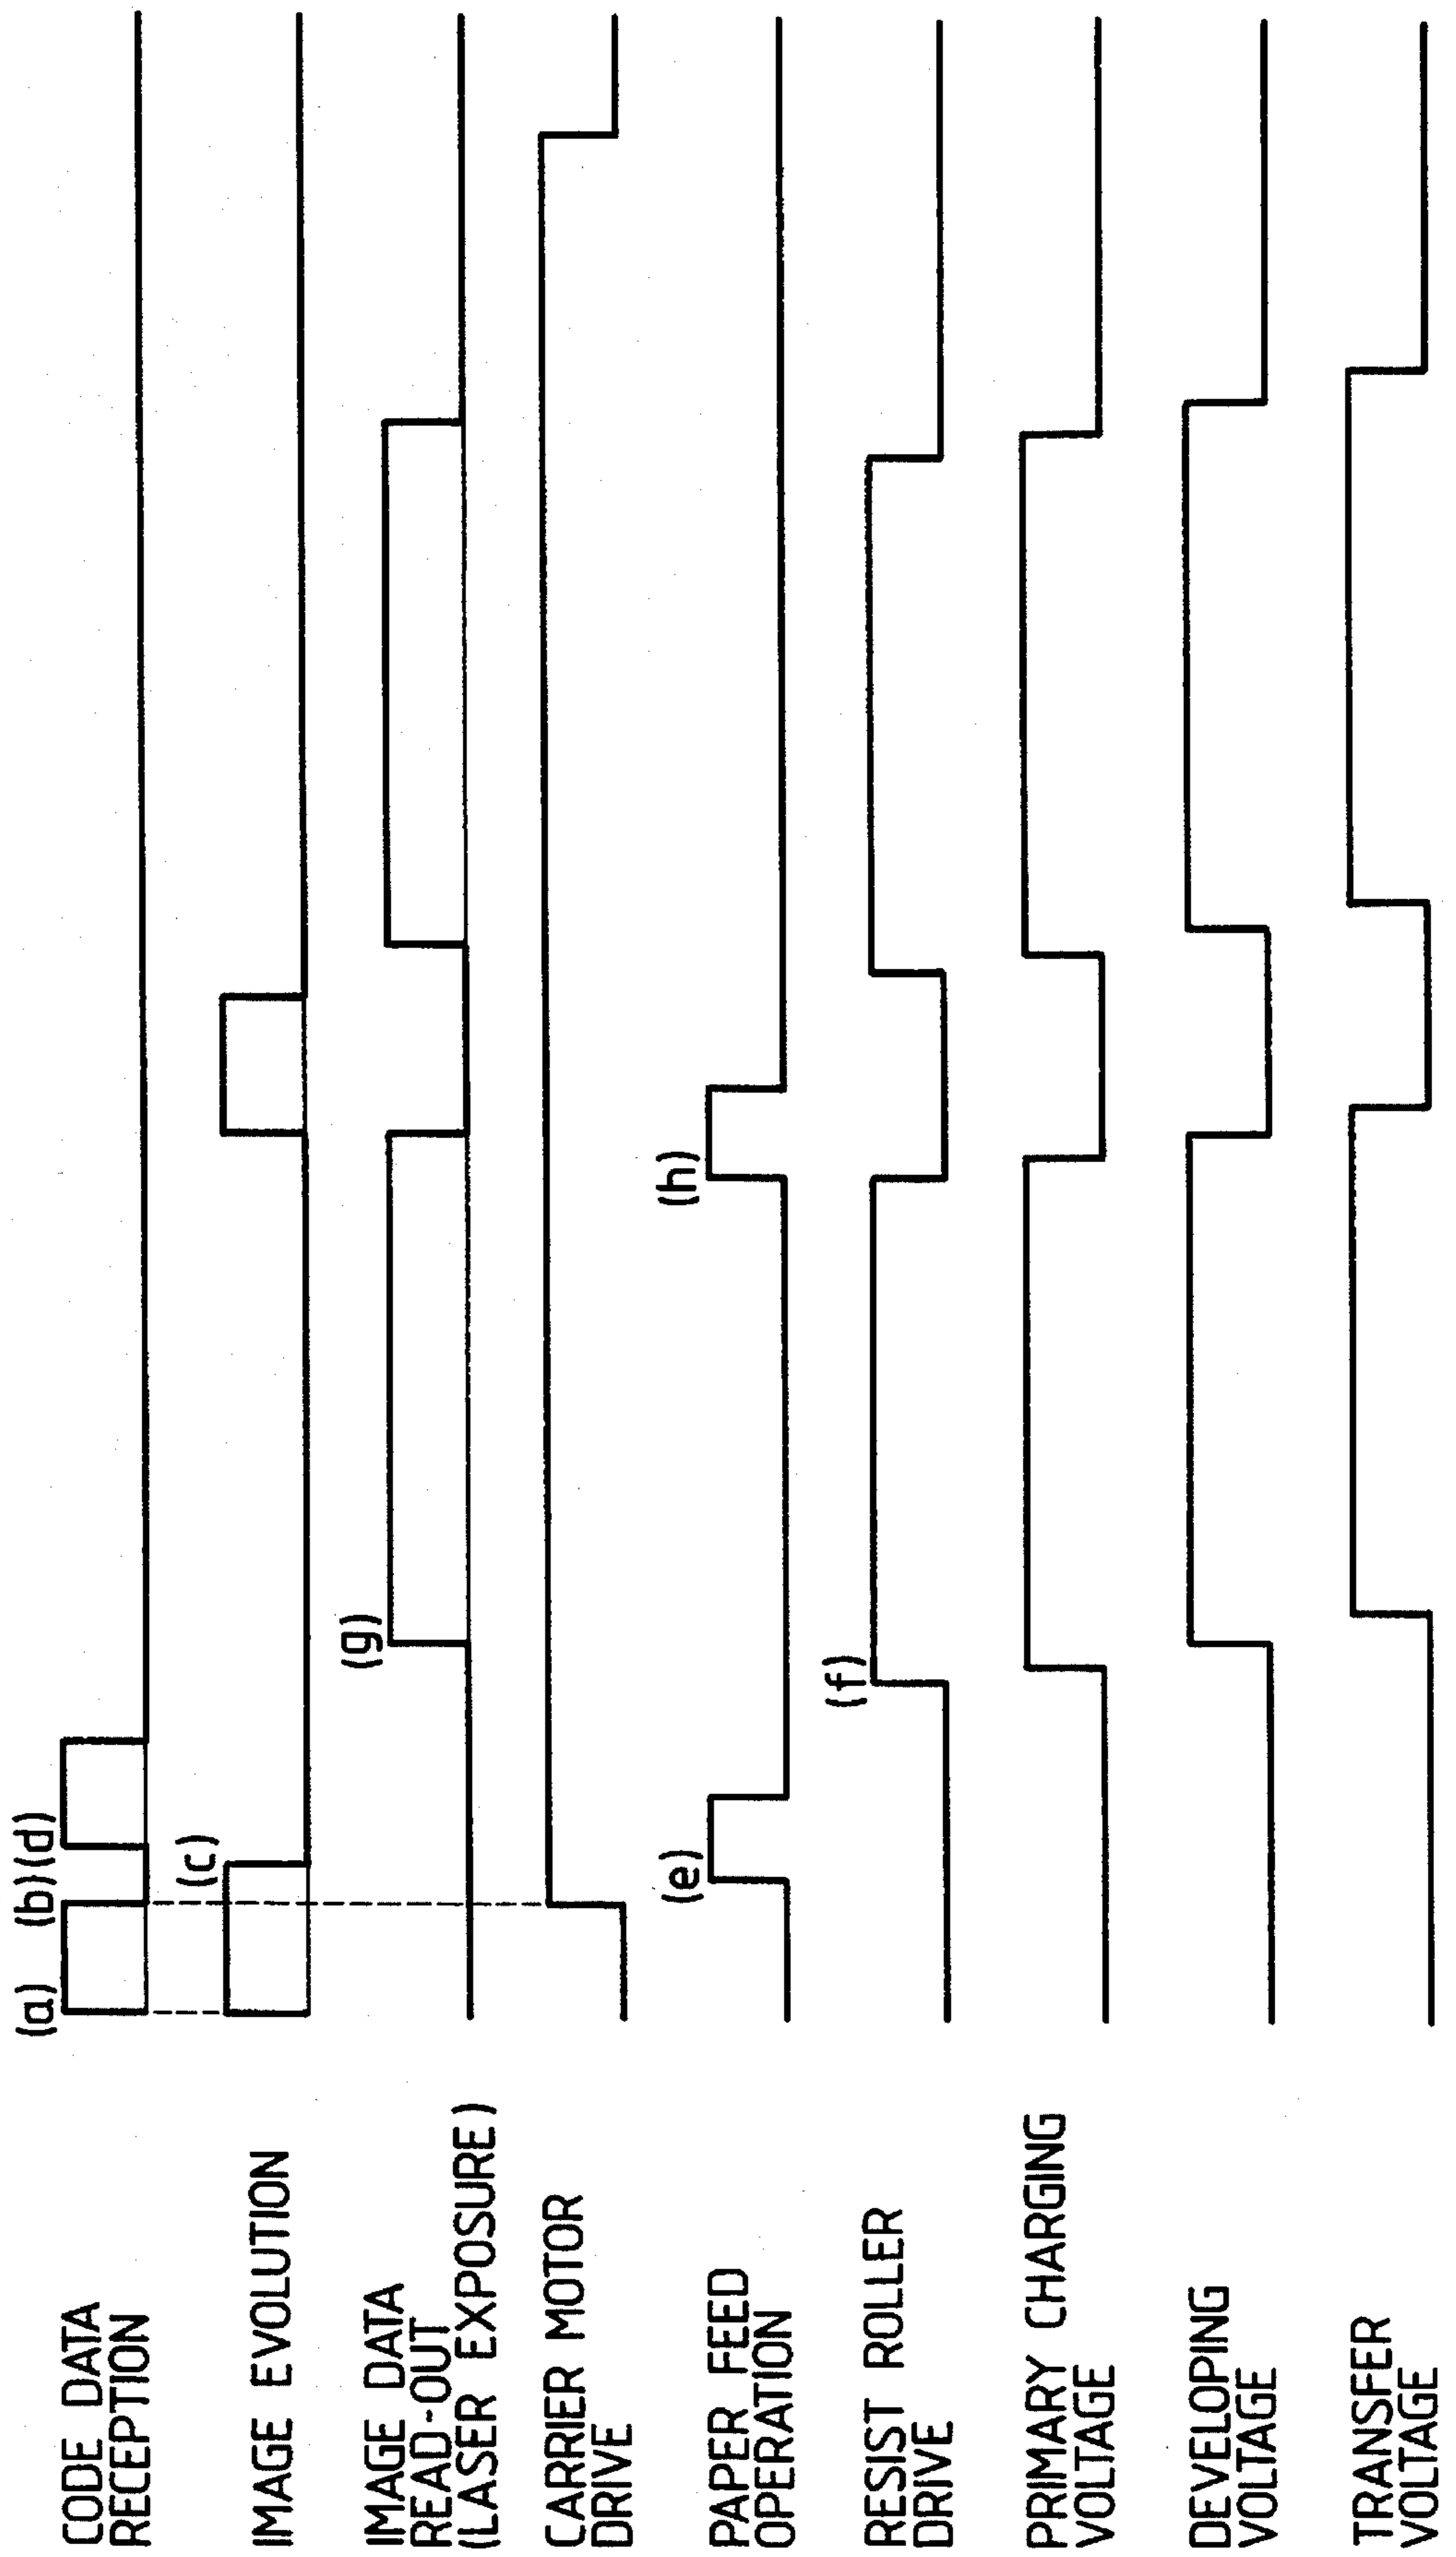 CODE DATA
RECEPTION
(a)
(b)
(d)
IMAGE EVOLUTION
(c)
IMAGE DATA
READ-OUT
(LASER EXPOSURE)
(g)
CARRIER MOTOR
DRIVE
PAPER FEED
OPERATION
(e)
(h)
RESIST ROLLER
DRIVE
(f)
PRIMARY CHARGING
VOLTAGE
DEVELOPING
VOLTAGE
TRANSFER
VOLTAGE